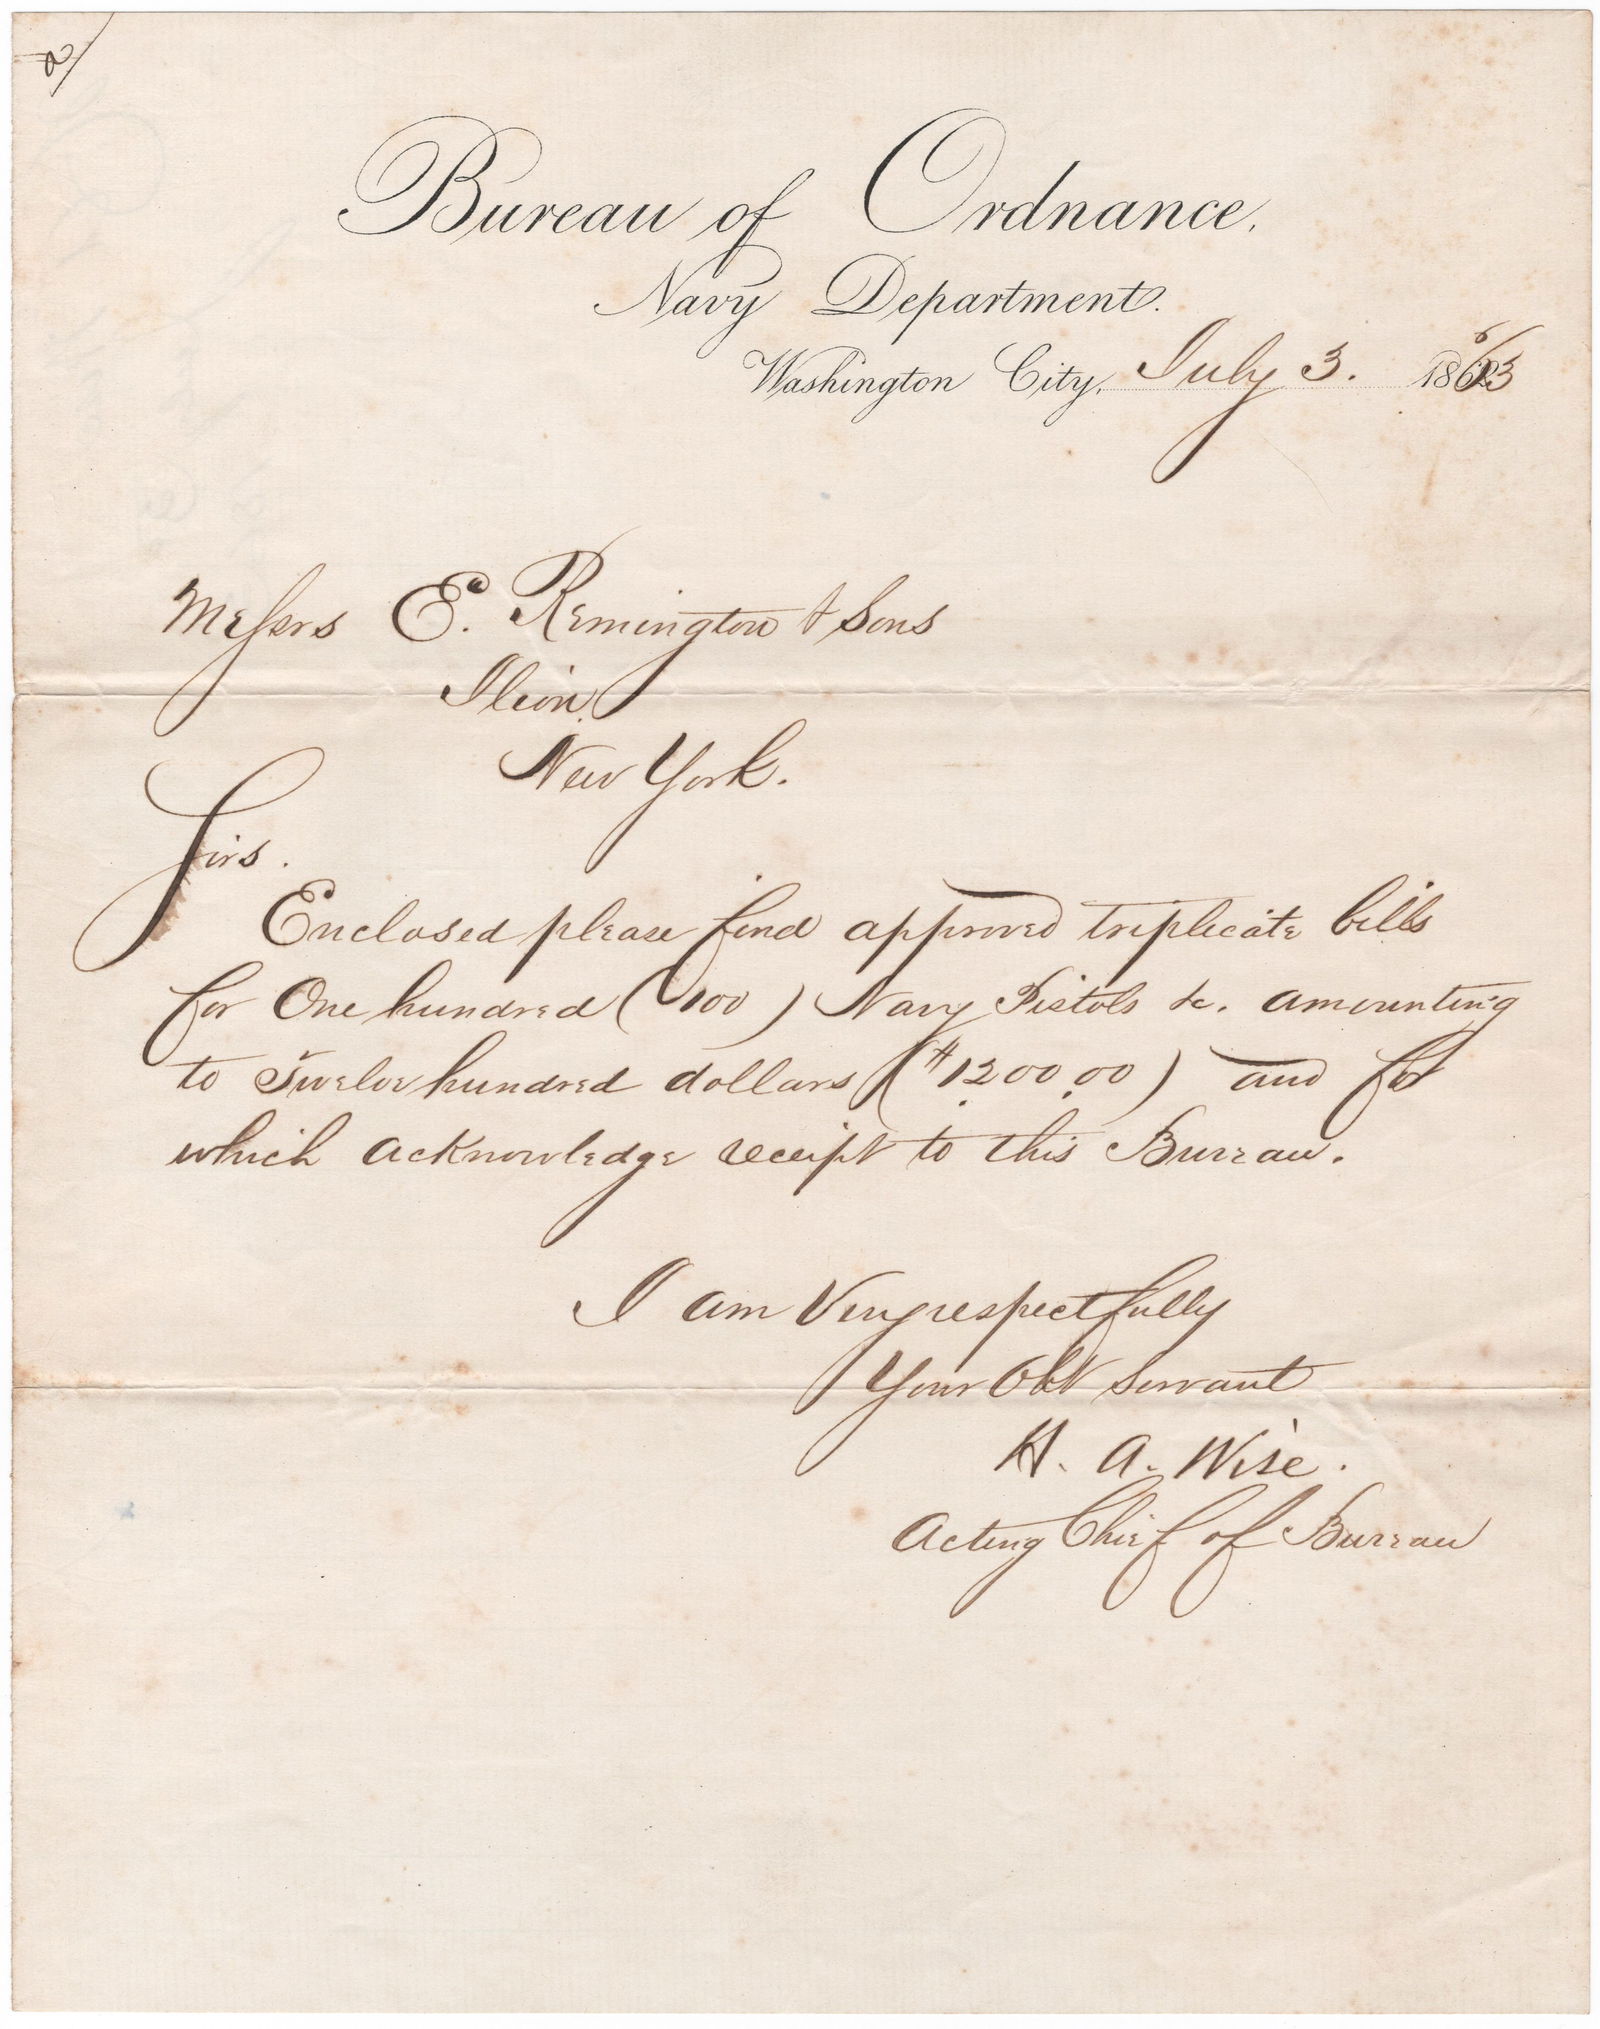 Bureau of Ordnance,
Navy Department.
Washington City, July 3. 1863
Messrs E. Remington & Sons
Ilion
New York.
Sirs.
Enclosed please find approved triplicate bills
for One hundred (100) Navy Pistols &c. amounting
to Twelve hundred dollars ($1200.00) and for
which acknowledge receipt to this Bureau.
I am Very respectfully
Your Obt Servant
H. A. Wise.
Acting Chief of Bureau